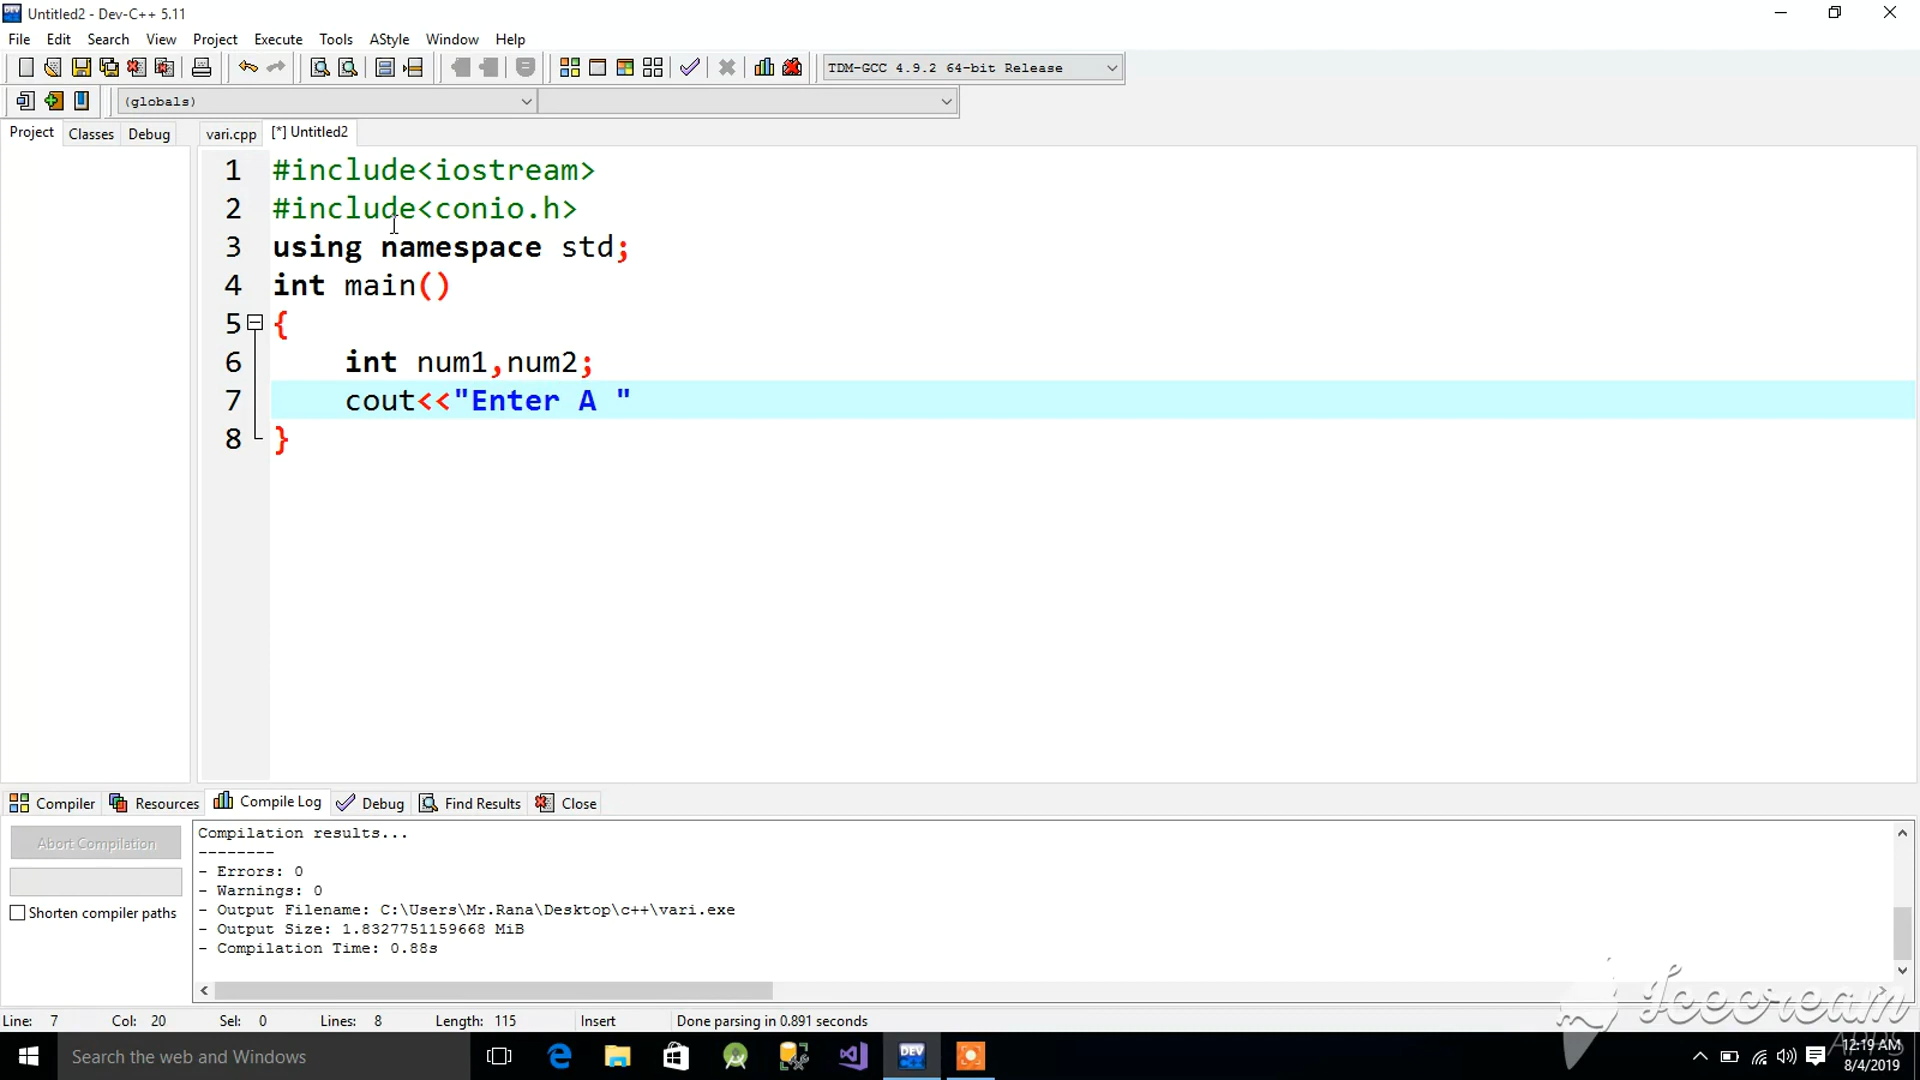 Untitled2 - Dev-C++ 5.11
File Edit Search View Project Execute Tools AStyle Window Help
TDM-GCC 4.9.2 64-bit Release
(globals)
Project Classes Debug vari.cpp [*] Untitled2
1 #include<iostream>
2 #include<conio.h>
3 using namespace std;
4 int main()
5 {
6 int num1,num2;
7 cout<<"Enter A "
8 }
Compiler Resources Compile Log Debug Find Results Close
Abort Compilation
Shorten compiler paths
Compilation results...
--------
- Errors: 0
- Warnings: 0
- Output Filename: C:\Users\Mr.Rana\Desktop\c++\vari.exe
- Output Size: 1.8327751159668 MiB
- Compilation Time: 0.88s
Line: 7 Col: 20 Sel: 0 Lines: 8 Length: 115 Insert Done parsing in 0.891 seconds
Icecream
APPS
Search the web and Windows
DEV
12:19 AM
8/4/2019